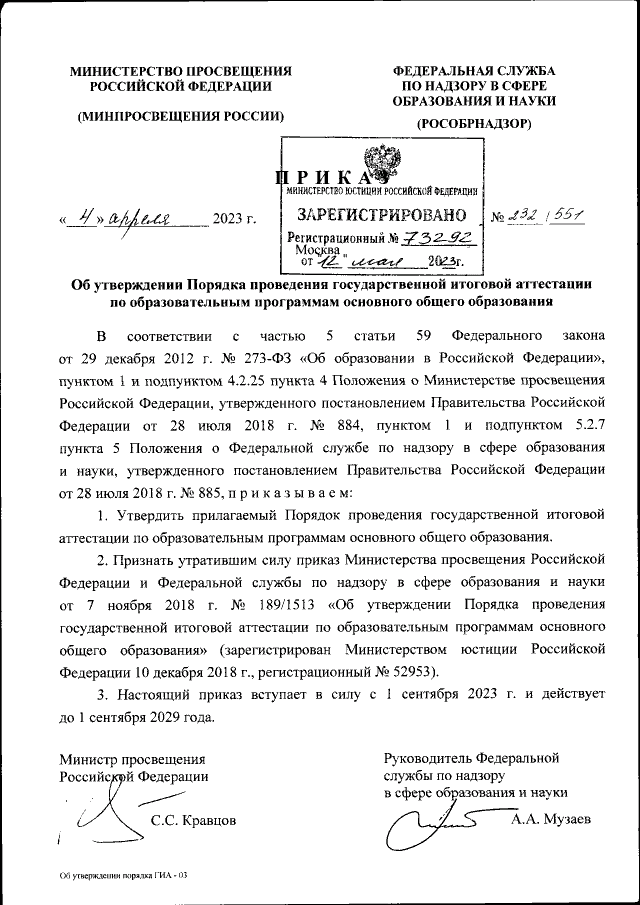 МИНИСТЕРСТВО ПРОСВЕЩЕНИЯ
РОССИЙСКОЙ ФЕДЕРАЦИИ
(МИНПРОСВЕЩЕНИЯ РОССИИ)
ФЕДЕРАЛЬНАЯ СЛУЖБА
ПО НАДЗОРУ В СФЕРЕ
ОБРАЗОВАНИЯ И НАУКИ
(РОСОБРНАДЗОР)
П Р И К А З
МИНИСТЕРСТВО ЮСТИЦИИ РОССИЙСКОЙ ФЕДЕРАЦИИ
ЗАРЕГИСТРИРОВАНО
Регистрационный № 73292
Москва
от "12" мая 2023г.
« 4 » апреля 2023 г.
№ 232/551
Об утверждении Порядка проведения государственной итоговой аттестации
по образовательным программам основного общего образования
В соответствии с частью 5 статьи 59 Федерального закона
от 29 декабря 2012 г. № 273-ФЗ «Об образовании в Российской Федерации»,
пунктом 1 и подпунктом 4.2.25 пункта 4 Положения о Министерстве просвещения
Российской Федерации, утвержденного постановлением Правительства Российской
Федерации от 28 июля 2018 г. № 884, пунктом 1 и подпунктом 5.2.7
пункта 5 Положения о Федеральной службе по надзору в сфере образования
и науки, утвержденного постановлением Правительства Российской Федерации
от 28 июля 2018 г. № 885, п р и к а з ы в а е м:
1. Утвердить прилагаемый Порядок проведения государственной итоговой
аттестации по образовательным программам основного общего образования.
2. Признать утратившим силу приказ Министерства просвещения Российской
Федерации и Федеральной службы по надзору в сфере образования и науки
от 7 ноября 2018 г. № 189/1513 «Об утверждении Порядка проведения
государственной итоговой аттестации по образовательным программам основного
общего образования» (зарегистрирован Министерством юстиции Российской
Федерации 10 декабря 2018 г., регистрационный № 52953).
3. Настоящий приказ вступает в силу с 1 сентября 2023 г. и действует
до 1 сентября 2029 года.
Министр просвещения
Российской Федерации
С.С. Кравцов
Руководитель Федеральной
службы по надзору
в сфере образования и науки
А.А. Музаев
Об утверждении порядка ГИА - 03